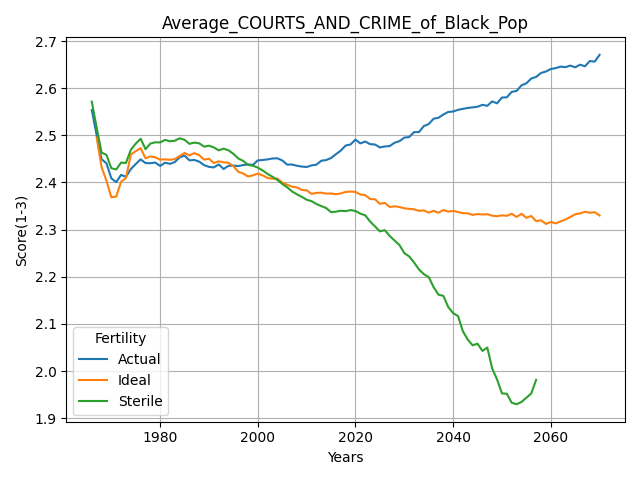 Average_COURTS_AND_CRIME_of_Black_Pop
2.7
2.6
2.5
2.4
2.3
2.2
2.1
2.0
1.9
Score(1-3)
Fertility
Actual
Ideal
Sterile
1980
2000
2020
2040
2060
Years